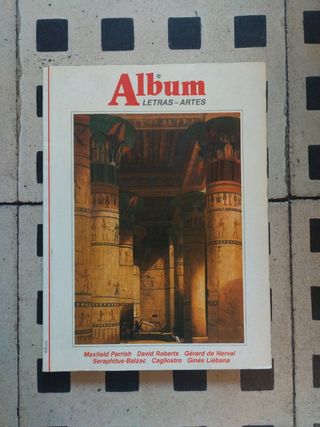 Album
LETRAS – ARTES
Maxfield Parrish David Roberts Gérard de Nerval
Seraphitus-Balzac Cagliostro Ginés Liébana